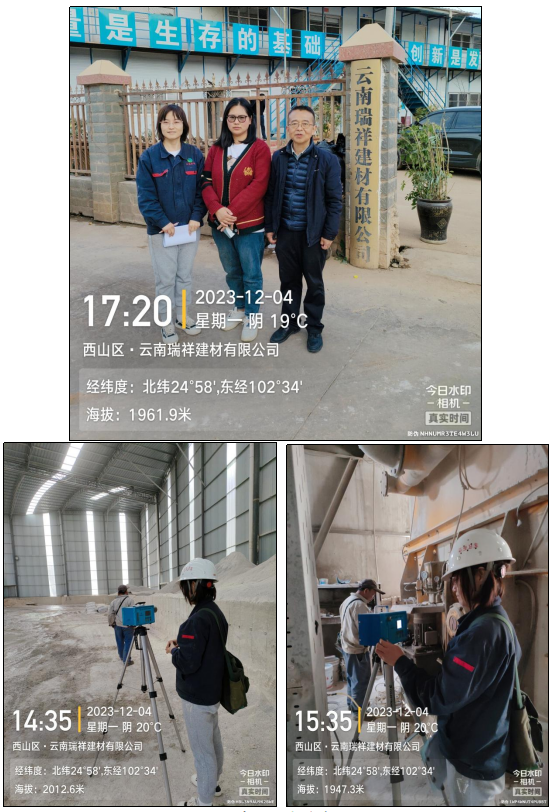 量是生存的基础
创新是发
云南瑞祥建材有限公司
17:20
2023-12-04
星期一 阴 19°C
西山区·云南瑞祥建材有限公司
经纬度：北纬24°58',东经102°34'
海拔：1961.9米
今日水印
-相机-
真实时间
防伪 NHNUMR3TE4W3LU
14:35
2023-12-04
星期一 阴 20°C
西山区·云南瑞祥建材有限公司
经纬度：北纬24°58',东经102°34'
海拔：2012.6米
今日水印
-相机-
真实时间
15:35
2023-12-04
星期一 阴 20°C
西山区·云南瑞祥建材有限公司
经纬度：北纬24°58',东经102°34'
海拔：1947.3米
今日水印
-相机-
真实时间